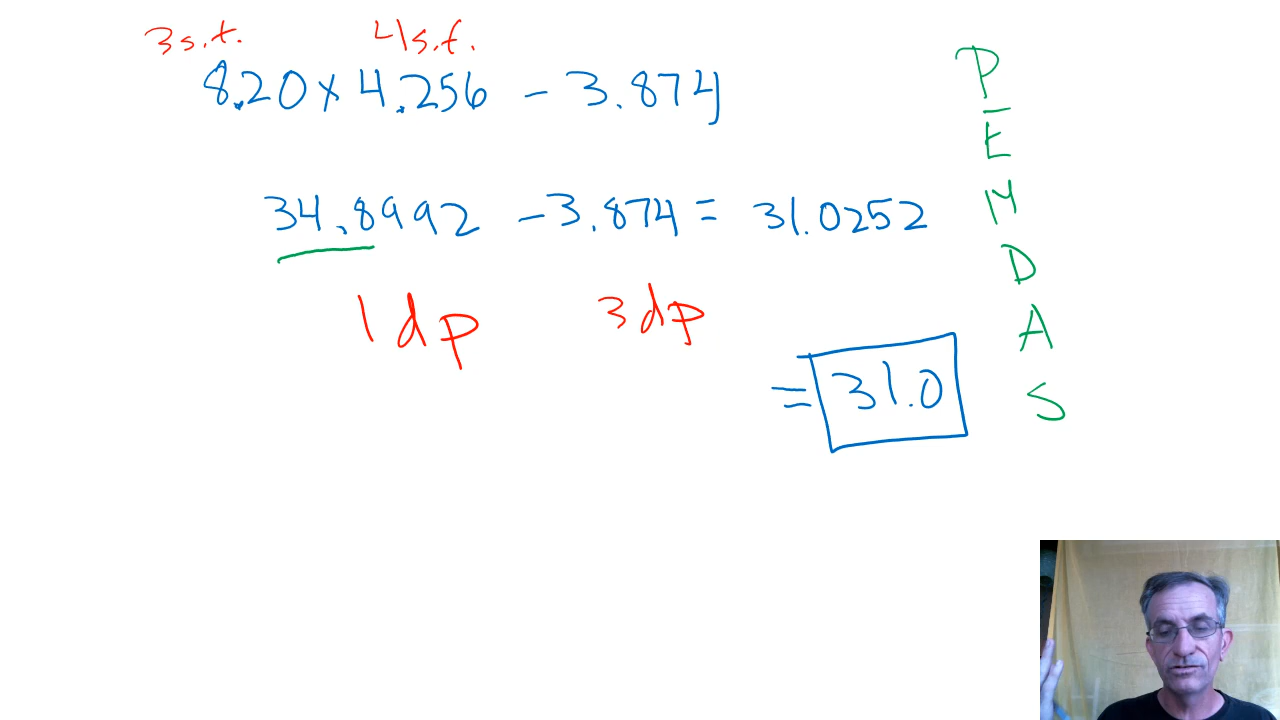 3 s.f. 4 s.f.
8.20 × 4.256 - 3.874
34.8992 - 3.874 = 31.0252
1 dp 3 dp
= 31.0
P
E
M
D
A
S